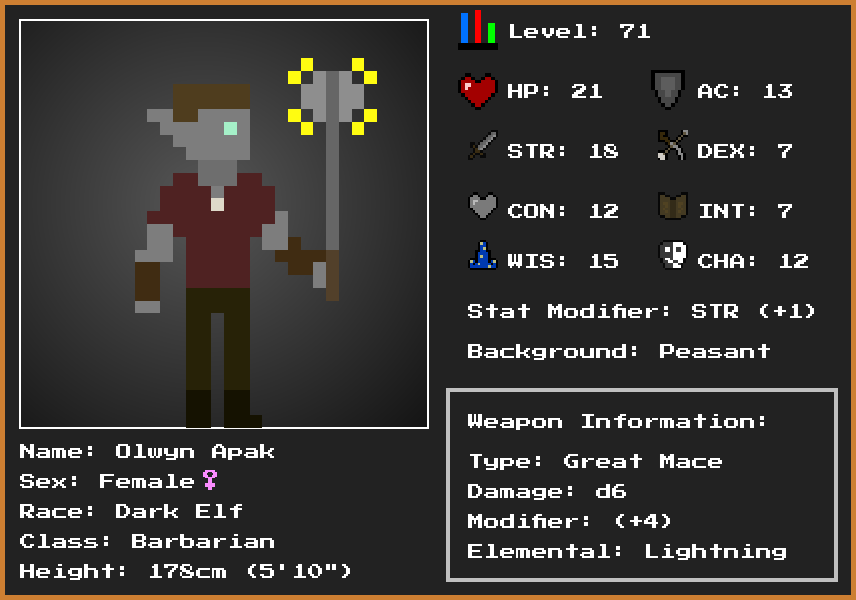 Level: 71
HP: 21
AC: 13
STR: 18
DEX: 7
CON: 12
INT: 7
WIS: 15
CHA: 12
Stat Modifier: STR (+1)
Background: Peasant
Weapon Information:
Type: Great Mace
Damage: d6
Modifier: (+4)
Elemental: Lightning
Name: Olwyn Apak
Sex: Female♀
Race: Dark Elf
Class: Barbarian
Height: 178cm (5'10")